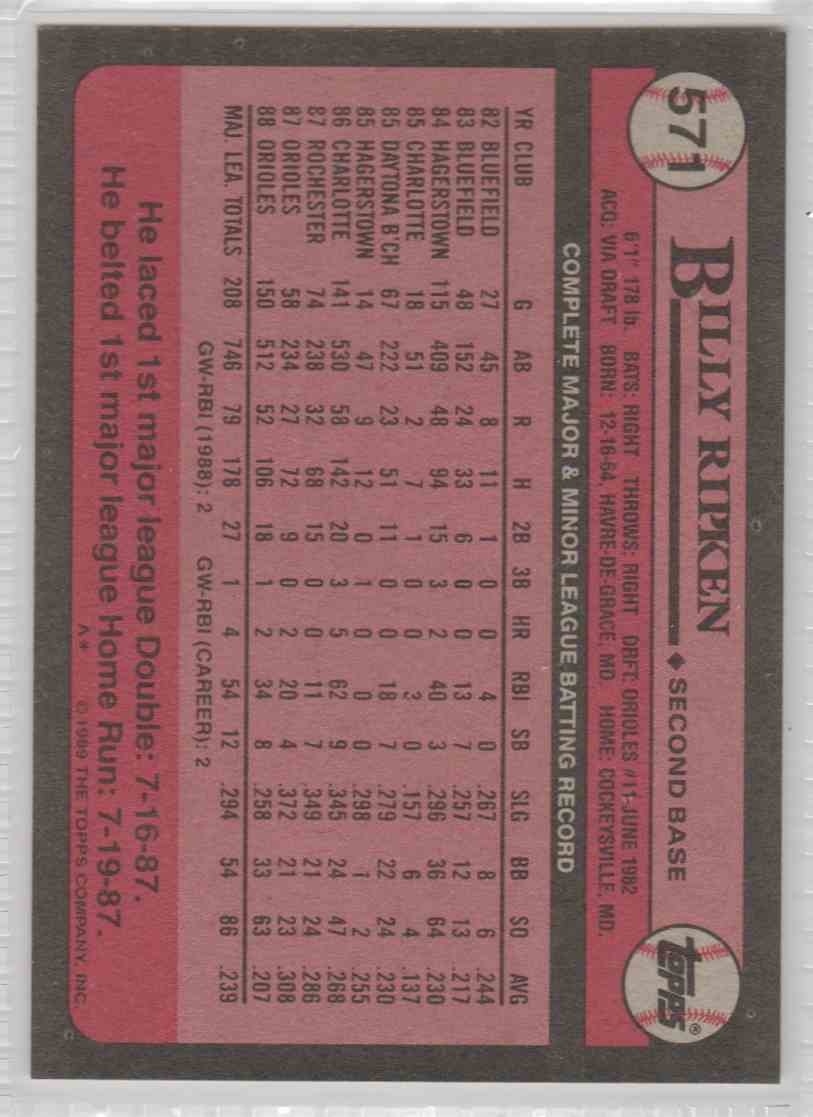 571
BILLY RIPKEN ♦ SECOND BASE
TOPPS®
6'1" 178 lb. BATS: RIGHT THROWS: RIGHT DRFT: ORIOLES #11-JUNE 1982
ACQ: VIA DRAFT BORN: 12-16-64, HAVRE-DE-GRACE, MD. HOME: COCKEYSVILLE, MD.
COMPLETE MAJOR & MINOR LEAGUE BATTING RECORD
YR CLUB G AB R H 2B 3B HR RBI SB SLG BB SO AVG
82 BLUEFIELD 27 45 8 11 1 0 0 4 0 .267 8 6 .244
83 BLUEFIELD 48 152 24 33 6 0 0 13 7 .257 12 13 .217
84 HAGERSTOWN 115 409 48 94 15 3 2 40 3 .296 36 64 .230
85 CHARLOTTE 18 51 2 7 1 0 0 3 0 .157 6 4 .137
85 DAYTONA B'CH 67 222 23 51 11 0 0 18 7 .279 22 24 .230
85 HAGERSTOWN 14 47 9 12 0 1 0 0 0 .298 1 2 .255
86 CHARLOTTE 141 530 58 142 20 3 5 62 9 .345 24 47 .268
87 ROCHESTER 74 238 32 68 15 0 0 11 7 .349 21 24 .286
87 ORIOLES 58 234 27 72 9 0 2 20 4 .372 21 23 .308
88 ORIOLES 150 512 52 106 18 1 2 34 8 .258 33 63 .207
MAJ. LEA. TOTALS 208 746 79 178 27 1 4 54 12 .294 54 86 .239
GW-RBI (1988): 2 GW-RBI (CAREER): 2
He laced 1st major league Double: 7-16-87.
He belted 1st major league Home Run: 7-19-87.
A* © 1989 THE TOPPS COMPANY, INC.